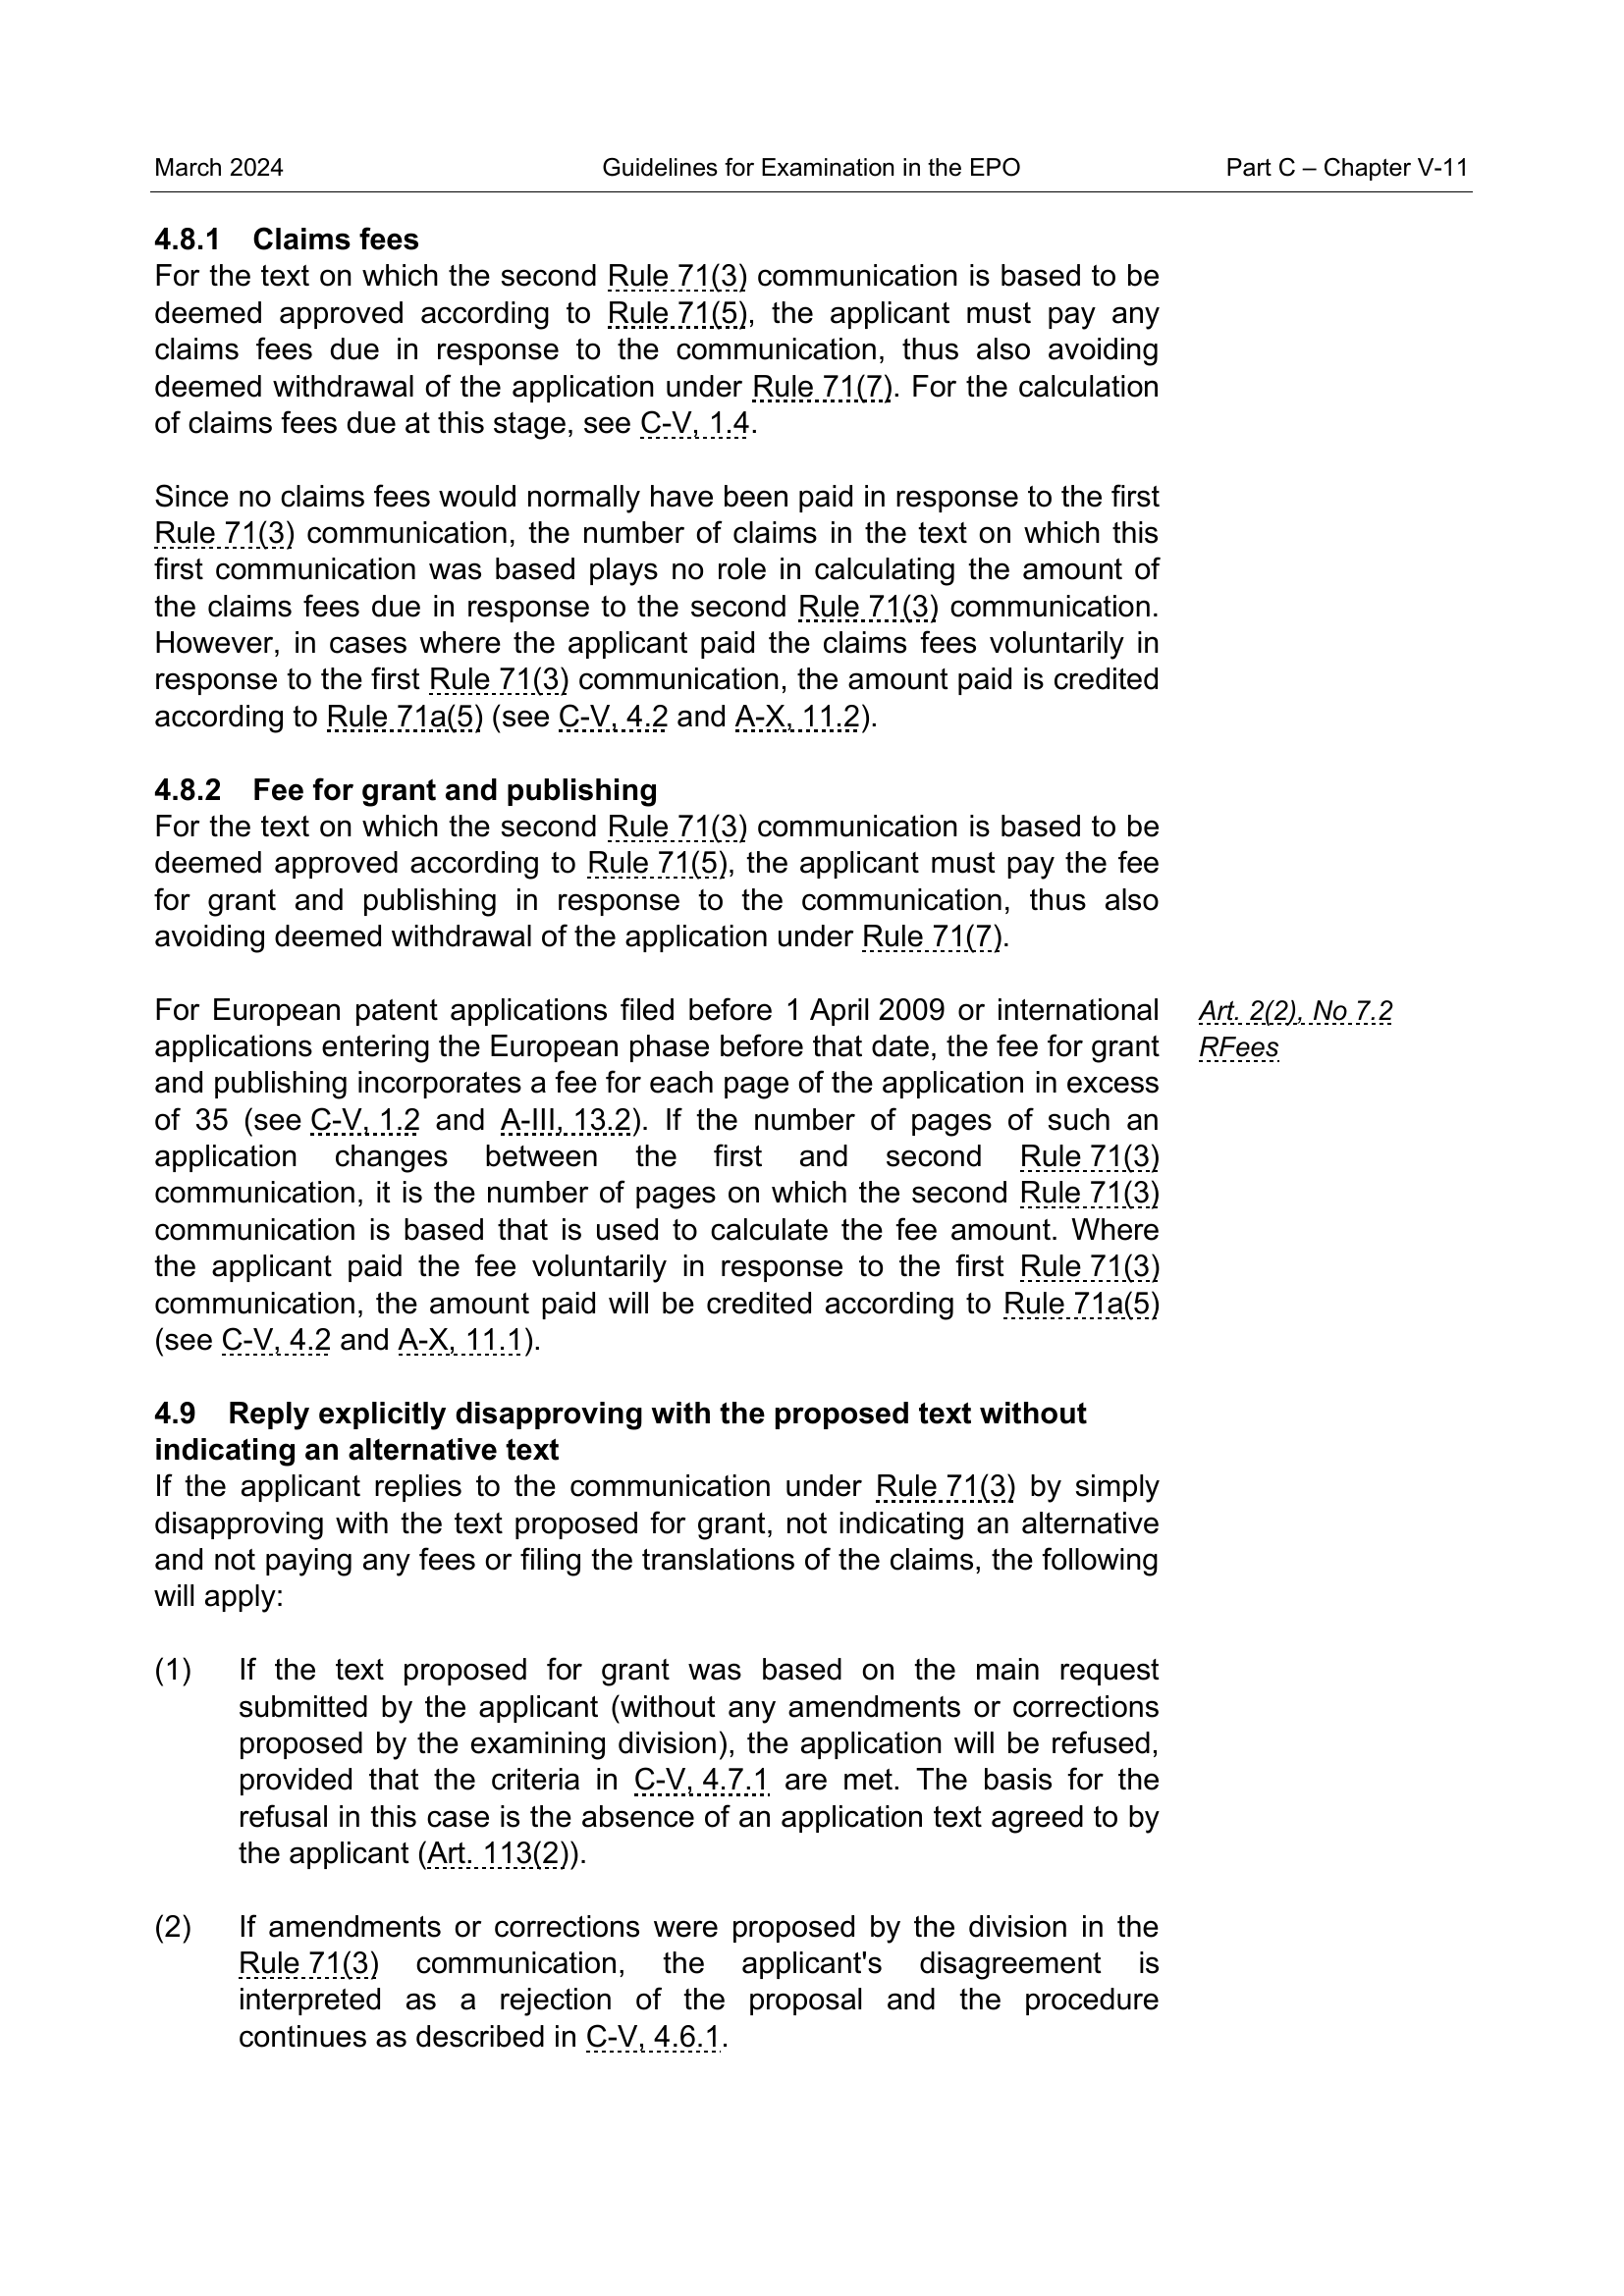 March 2024 Guidelines for Examination in the EPO Part C – Chapter V-11
4.8.1 Claims fees
For the text on which the second Rule 71(3) communication is based to be
deemed approved according to Rule 71(5), the applicant must pay any
claims fees due in response to the communication, thus also avoiding
deemed withdrawal of the application under Rule 71(7). For the calculation
of claims fees due at this stage, see C-V, 1.4.
Since no claims fees would normally have been paid in response to the first
Rule 71(3) communication, the number of claims in the text on which this
first communication was based plays no role in calculating the amount of
the claims fees due in response to the second Rule 71(3) communication.
However, in cases where the applicant paid the claims fees voluntarily in
response to the first Rule 71(3) communication, the amount paid is credited
according to Rule 71a(5) (see C-V, 4.2 and A-X, 11.2).
4.8.2 Fee for grant and publishing
For the text on which the second Rule 71(3) communication is based to be
deemed approved according to Rule 71(5), the applicant must pay the fee
for grant and publishing in response to the communication, thus also
avoiding deemed withdrawal of the application under Rule 71(7).
For European patent applications filed before 1 April 2009 or international
applications entering the European phase before that date, the fee for grant
and publishing incorporates a fee for each page of the application in excess
of 35 (see C-V, 1.2 and A-III, 13.2). If the number of pages of such an
application changes between the first and second Rule 71(3)
communication, it is the number of pages on which the second Rule 71(3)
communication is based that is used to calculate the fee amount. Where
the applicant paid the fee voluntarily in response to the first Rule 71(3)
communication, the amount paid will be credited according to Rule 71a(5)
(see C-V, 4.2 and A-X, 11.1).
Art. 2(2), No 7.2
RFees
4.9 Reply explicitly disapproving with the proposed text without
indicating an alternative text
If the applicant replies to the communication under Rule 71(3) by simply
disapproving with the text proposed for grant, not indicating an alternative
and not paying any fees or filing the translations of the claims, the following
will apply:
(1) If the text proposed for grant was based on the main request
submitted by the applicant (without any amendments or corrections
proposed by the examining division), the application will be refused,
provided that the criteria in C-V, 4.7.1 are met. The basis for the
refusal in this case is the absence of an application text agreed to by
the applicant (Art. 113(2)).
(2) If amendments or corrections were proposed by the division in the
Rule 71(3) communication, the applicant's disagreement is
interpreted as a rejection of the proposal and the procedure
continues as described in C-V, 4.6.1.